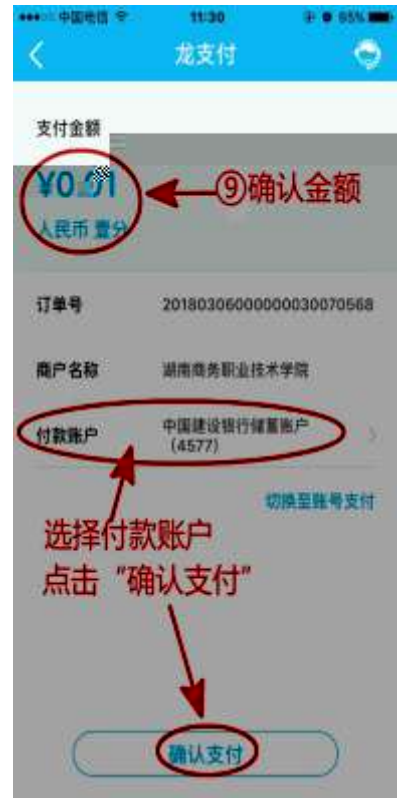 中国电信 11:30 65%
龙支付
支付金额
¥0.01
⑨确认金额
人民币 壹分
订单号 20180306000000030070568
商户名称 湖南商务职业技术学院
付款账户 中国建设银行储蓄账户
(4577)
切换至账号支付
选择付款账户
点击“确认支付”
确认支付